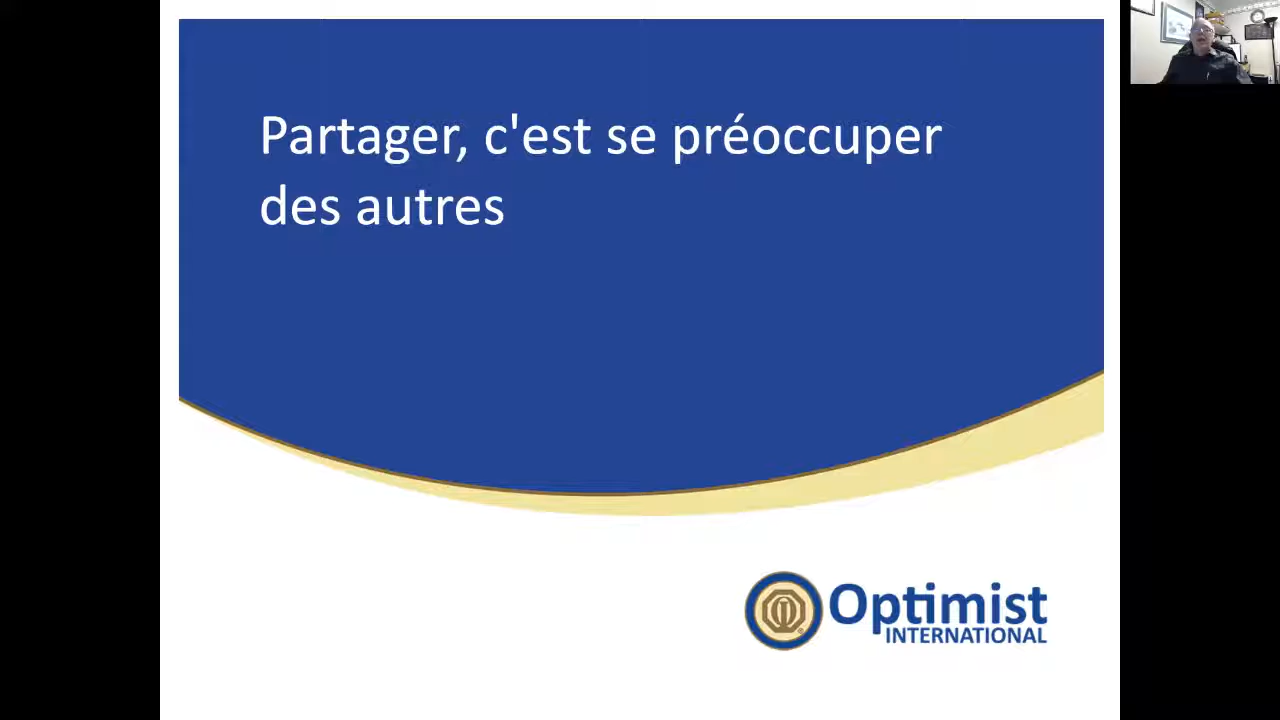 Partager, c'est se préoccuper
des autres
Optimist
INTERNATIONAL